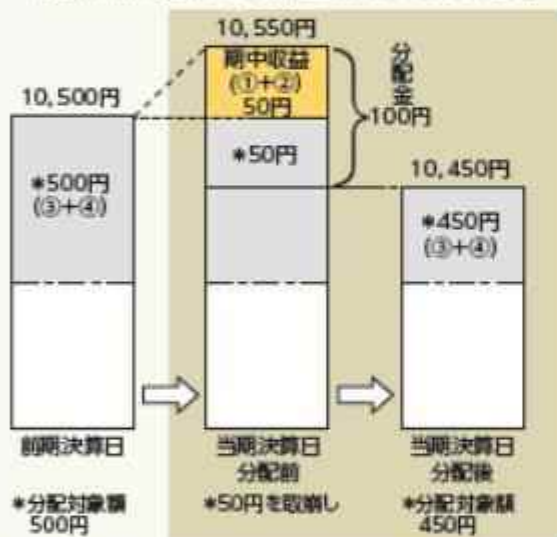 10,550円
期中収益
(①+②)
50円
分配金
100円
10,500円
*500円
(③+④)
*50円
10,450円
*450円
(③+④)
前期決算日
当期決算日
分配前
当期決算日
分配後
*分配対象額
500円
*50円を取崩し
*分配対象額
450円